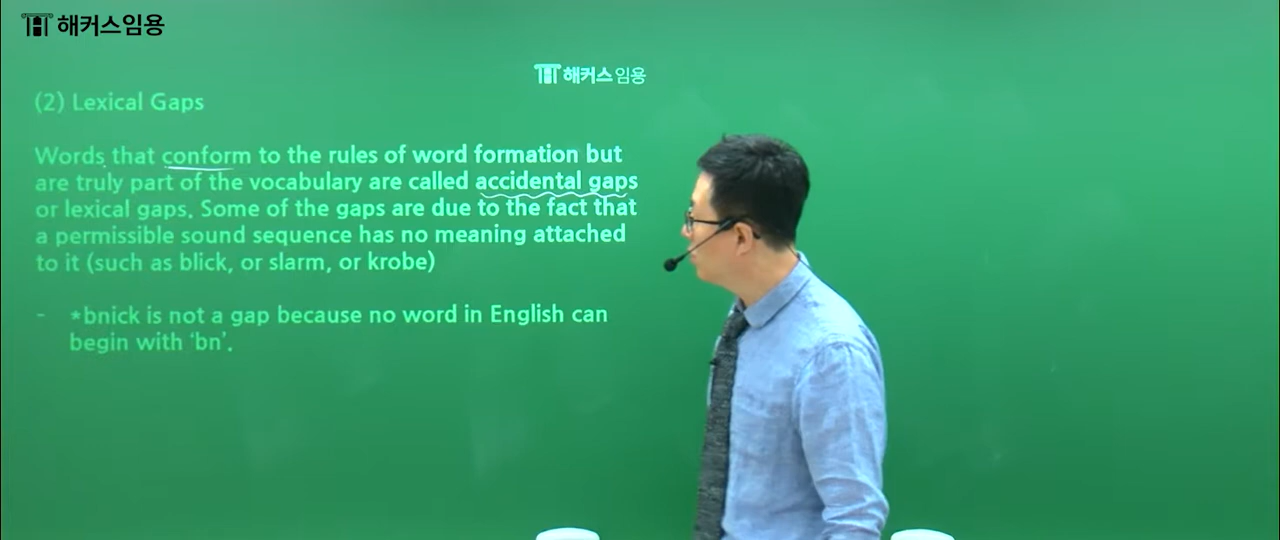 해커스임용
해커스임용
(2) Lexical Gaps
Words that conform to the rules of word formation but
are truly part of the vocabulary are called accidental gaps
or lexical gaps. Some of the gaps are due to the fact that
a permissible sound sequence has no meaning attached
to it (such as blick, or slarm, or krobe)
- *bnick is not a gap because no word in English can
begin with ‘bn’.